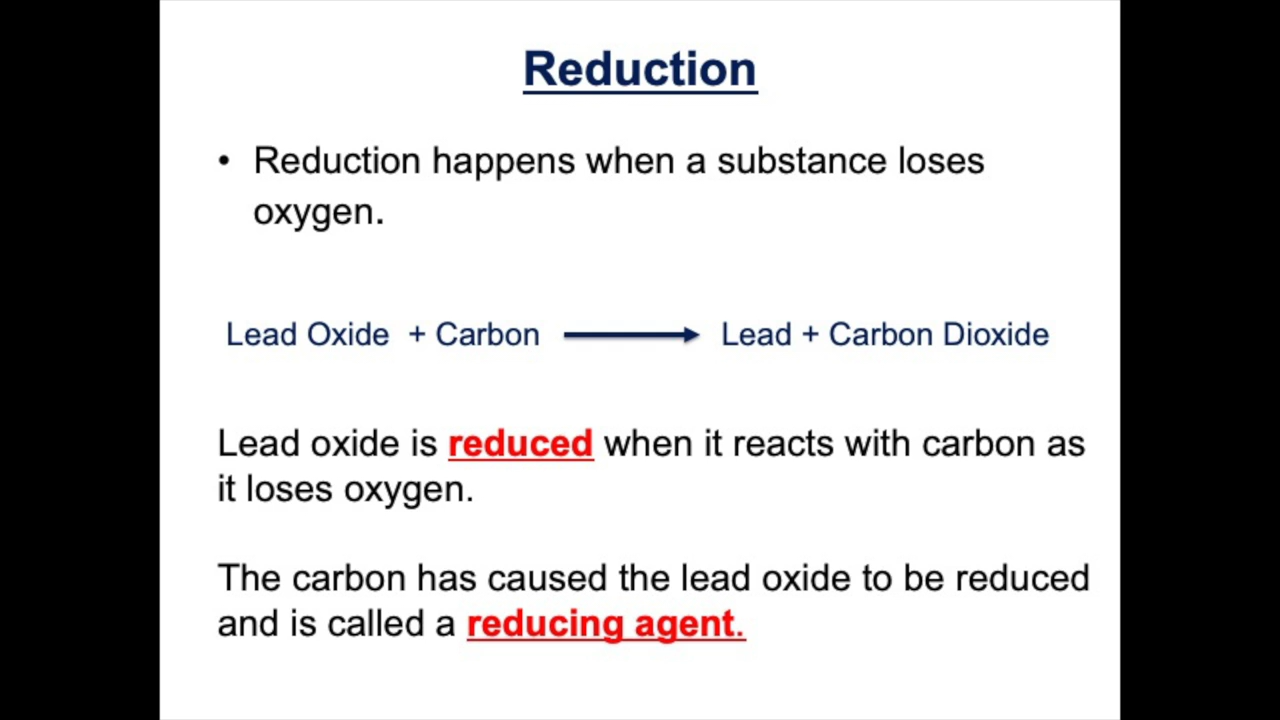 Reduction
• Reduction happens when a substance loses
oxygen.
Lead Oxide + Carbon ⟶ Lead + Carbon Dioxide
Lead oxide is reduced when it reacts with carbon as
it loses oxygen.
The carbon has caused the lead oxide to be reduced
and is called a reducing agent.